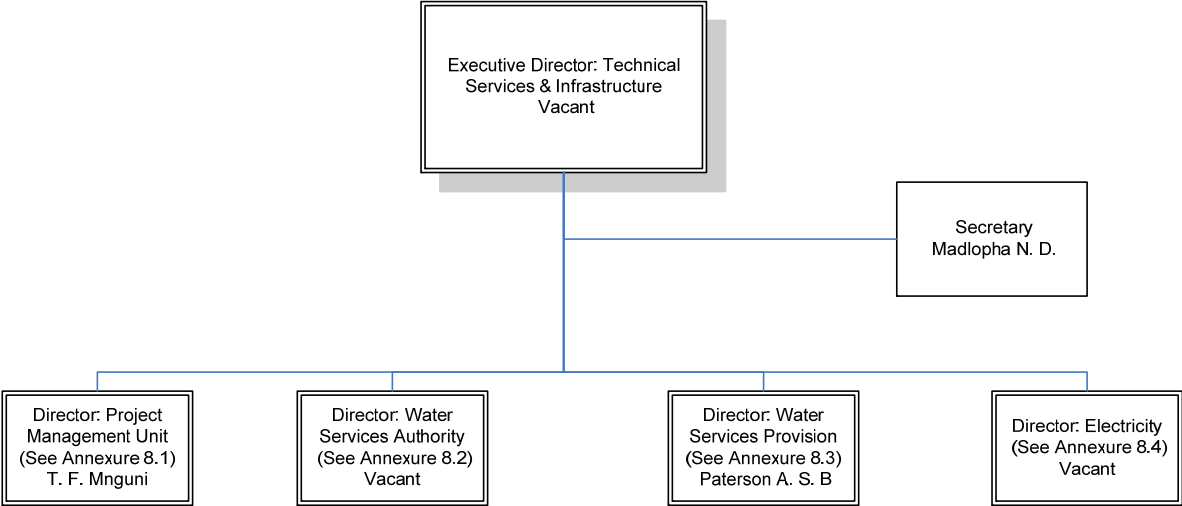 Executive Director: Technical
Services & Infrastructure
Vacant
Secretary
Madlopha N. D.
Director: Project
Management Unit
(See Annexure 8.1)
T. F. Mnguni
Director: Water
Services Authority
(See Annexure 8.2)
Vacant
Director: Water
Services Provision
(See Annexure 8.3)
Paterson A. S. B
Director: Electricity
(See Annexure 8.4)
Vacant